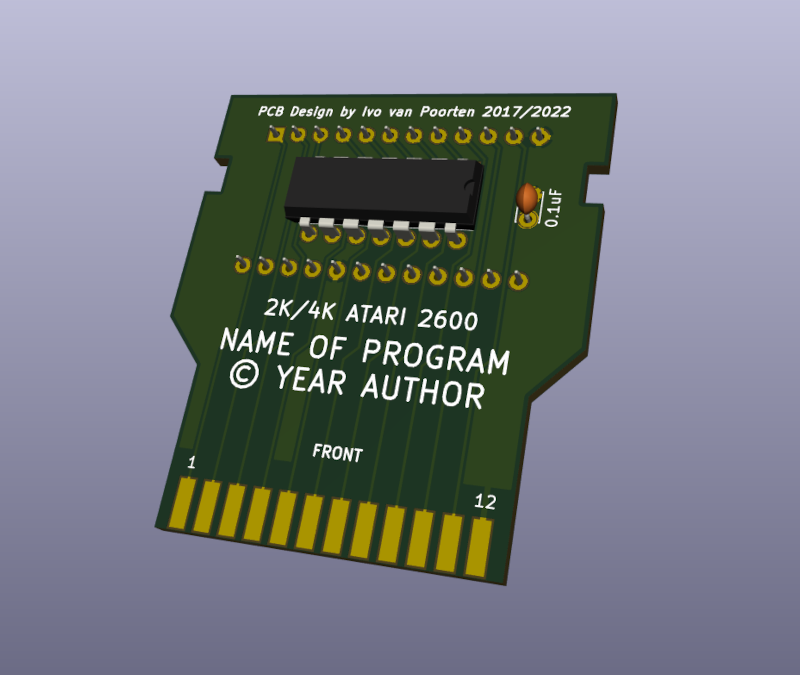 PCB Design by Ivo van Poorten 2017/2022
0.1uF
2K/4K ATARI 2600
NAME OF PROGRAM
© YEAR AUTHOR
FRONT
1
12